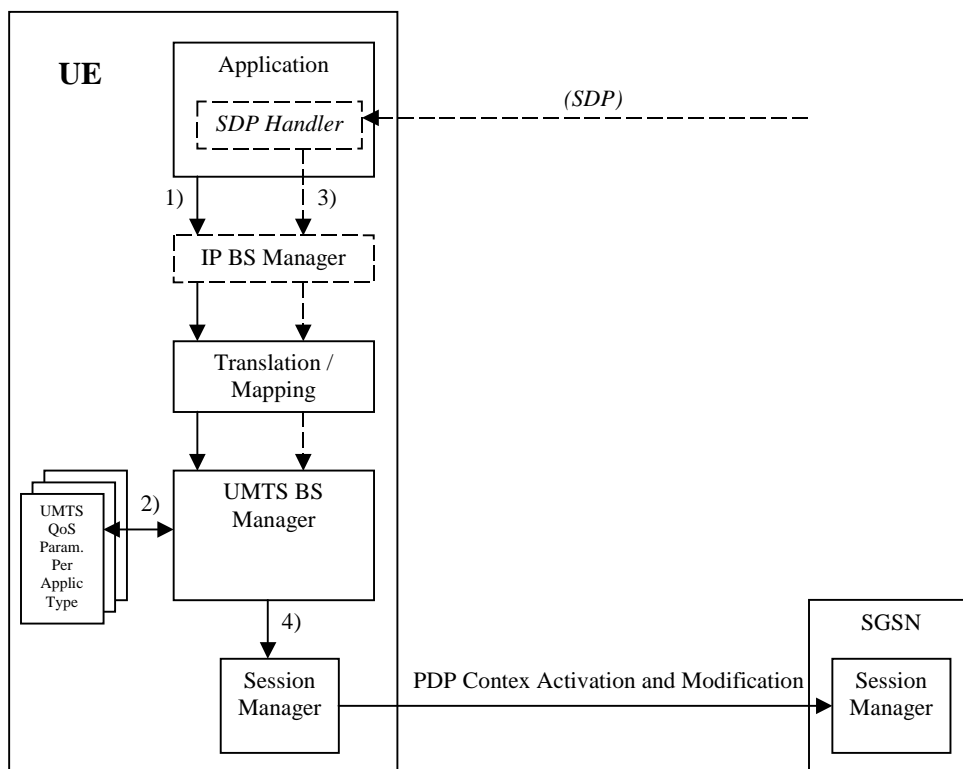 UE
Application
(SDP)
SDP Handler
1)
3)
IP BS Manager
Translation /
Mapping
UMTS BS
Manager
2)
UMTS
QoS
Param.
Per
Applic
Type
4)
SGSN
Session
Manager
PDP Contex Activation and Modification
Session
Manager